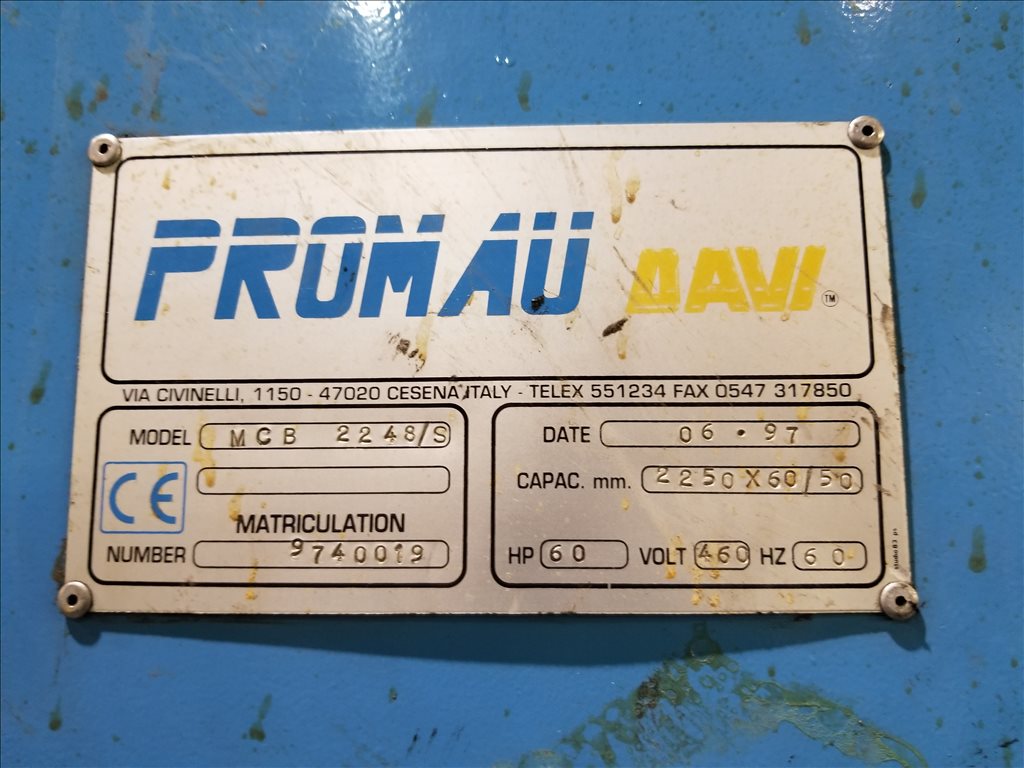 PROMAU DAVI TM
VIA CIVINELLI, 1150 - 47020 CESENA ITALY - TELEX 551234 FAX 0547 317850
MODEL MCB 2248/S
CE
MATRICULATION
NUMBER 9740019
DATE 06 · 97
CAPAC. mm. 2250X60/50
HP 60 VOLT 460 HZ 60